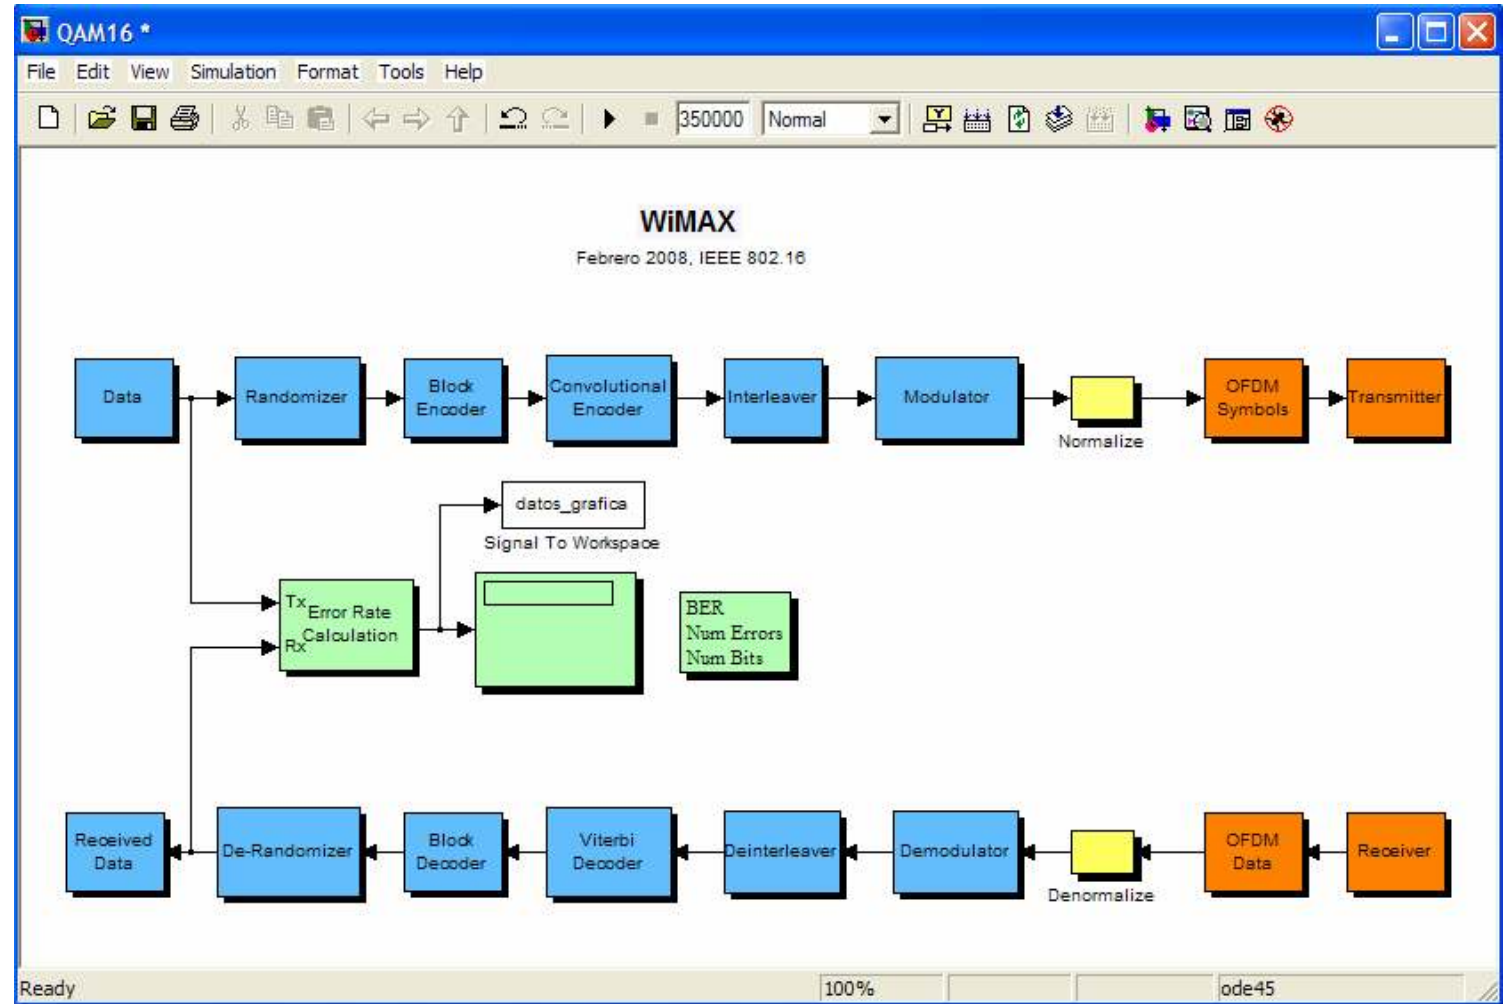 QAM16 *
File Edit View Simulation Format Tools Help
350000 Normal
WiMAX
Febrero 2008, IEEE 802.16
Data
Randomizer
Block
Encoder
Convolutional
Encoder
Interleaver
Modulator
Normalize
OFDM
Symbols
Transmitter
datos_grafica
Signal To Workspace
Tx
Rx
Error Rate
Calculation
BER
Num Errors
Num Bits
Received
Data
De-Randomizer
Block
Decoder
Viterbi
Decoder
Deinterleaver
Demodulator
Denormalize
OFDM
Data
Receiver
Ready 100% ode45